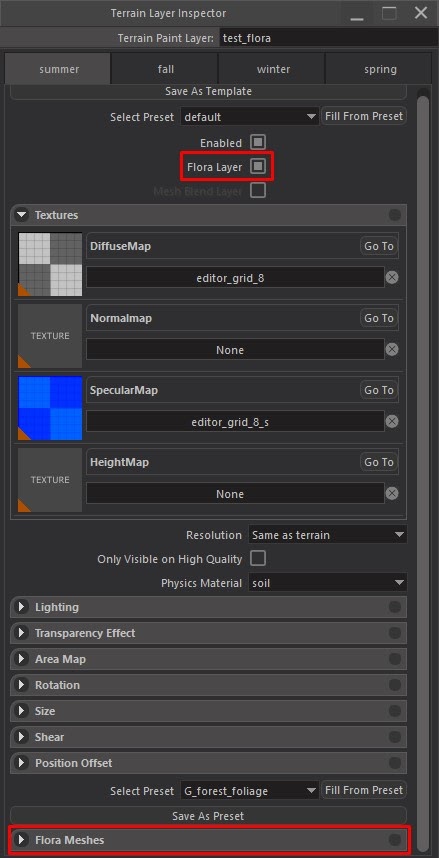 Terrain Layer Inspector
Terrain Paint Layer: test_flora
summer fall winter spring
Save As Template
Select Preset default Fill From Preset
Enabled
Flora Layer
Mesh Blend Layer
Textures
DiffuseMap Go To
editor_grid_8
TEXTURE
Normalmap Go To
None
SpecularMap Go To
editor_grid_8_s
TEXTURE
HeightMap Go To
None
Resolution Same as terrain
Only Visible on High Quality
Physics Material soil
Lighting
Transparency Effect
Area Map
Rotation
Size
Shear
Position Offset
Select Preset G_forest_foliage Fill From Preset
Save As Preset
Flora Meshes